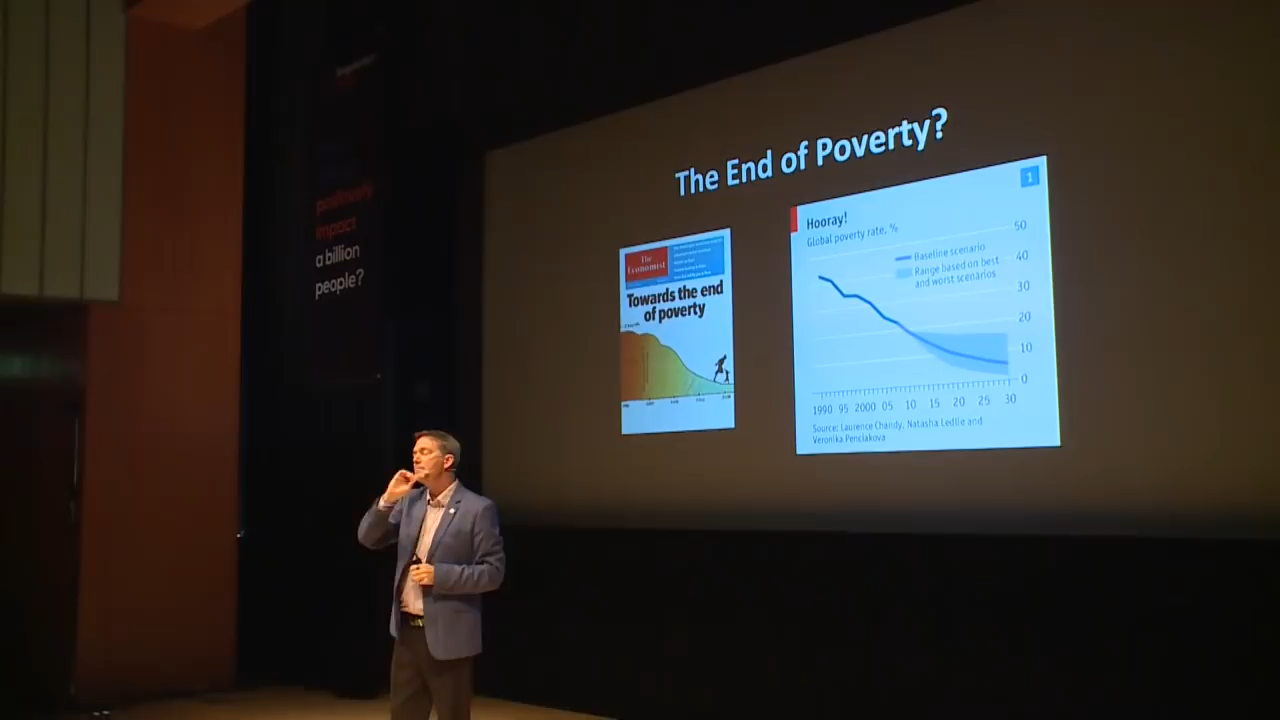 positively
impact
a billion
people?
The End of Poverty?
The
Economist
Towards the end
of poverty
1
Hooray!
Global poverty rate, %
Baseline scenario
Range based on best
and worst scenarios
50
40
30
20
10
0
1990 95 2000 05 10 15 20 25 30
Source: Laurence Chandy, Natasha Ledlie and
Veronika Penciakova